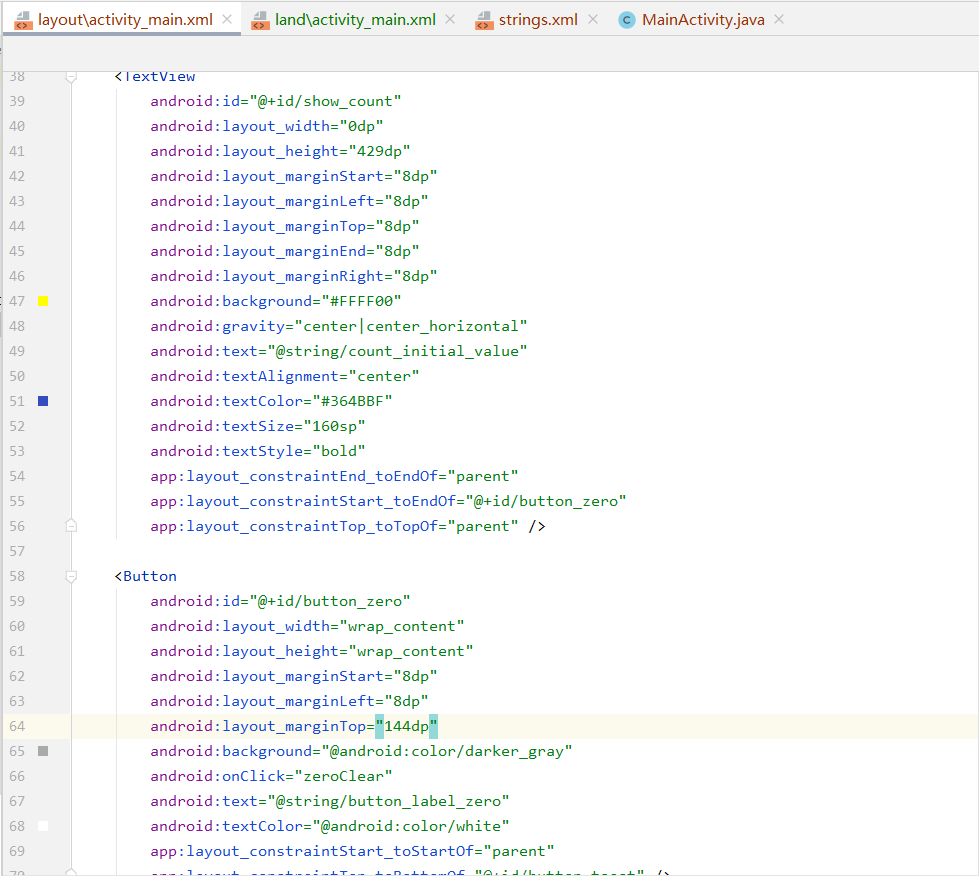 layout\activity_main.xml × land\activity_main.xml × strings.xml × C MainActivity.java ×
38 <TextView
39 android:id="@+id/show_count"
40 android:layout_width="0dp"
41 android:layout_height="429dp"
42 android:layout_marginStart="8dp"
43 android:layout_marginLeft="8dp"
44 android:layout_marginTop="8dp"
45 android:layout_marginEnd="8dp"
46 android:layout_marginRight="8dp"
47 android:background="#FFFF00"
48 android:gravity="center|center_horizontal"
49 android:text="@string/count_initial_value"
50 android:textAlignment="center"
51 android:textColor="#364BBF"
52 android:textSize="160sp"
53 android:textStyle="bold"
54 app:layout_constraintEnd_toEndOf="parent"
55 app:layout_constraintStart_toEndOf="@+id/button_zero"
56 app:layout_constraintTop_toTopOf="parent" />
57
58 <Button
59 android:id="@+id/button_zero"
60 android:layout_width="wrap_content"
61 android:layout_height="wrap_content"
62 android:layout_marginStart="8dp"
63 android:layout_marginLeft="8dp"
64 android:layout_marginTop="144dp"
65 android:background="@android:color/darker_gray"
66 android:onClick="zeroClear"
67 android:text="@string/button_label_zero"
68 android:textColor="@android:color/white"
69 app:layout_constraintStart_toStartOf="parent"
70 app:layout_constraintTop_toBottomOf="@+id/button_toast" />